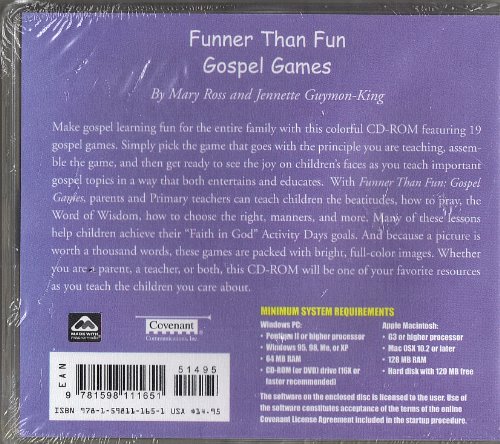 Funner Than Fun
Gospel Games
By Mary Ross and Jennette Guymon-King
Make gospel learning fun for the entire family with this colorful CD-ROM featuring 19
gospel games. Simply pick the game that goes with the principle you are teaching, assem-
ble the game, and then get ready to see the joy on children's faces as you teach important
gospel topics in a way that both entertains and educates. With Funner Than Fun: Gospel
Games, parents and Primary teachers can teach children the beatitudes, how to pray, the
Word of Wisdom, how to choose the right, manners, and more. Many of these lessons
help children achieve their "Faith in God" Activity Days goals. And because a picture is
worth a thousand words, these games are packed with bright, full-color images. Whether
you are a parent, a teacher, or both, this CD-ROM will be one of your favorite resources
as you teach the children you care about.
MADE WITH
MACROMEDIA
Covenant
Communications, Inc.
MINIMUM SYSTEM REQUIREMENTS
Windows PC:
• Pentium II or higher processor
• Windows 95, 98, Me, or XP
• 64 MB RAM
• CD-ROM (or DVD) drive (16X or
faster recommended)
Apple Macintosh:
• G3 or higher processor
• Mac OSX 10.2 or later
• 128 MB RAM
• Hard disk with 120 MB free
The software on the enclosed disc is licensed to the user. Use of the
software constitutes acceptance of the terms of the online
Covenant License Agreement included in the startup procedure.
EAN
51495
9781598111651
ISBN 978-1-59811-165-1 USA $14.95